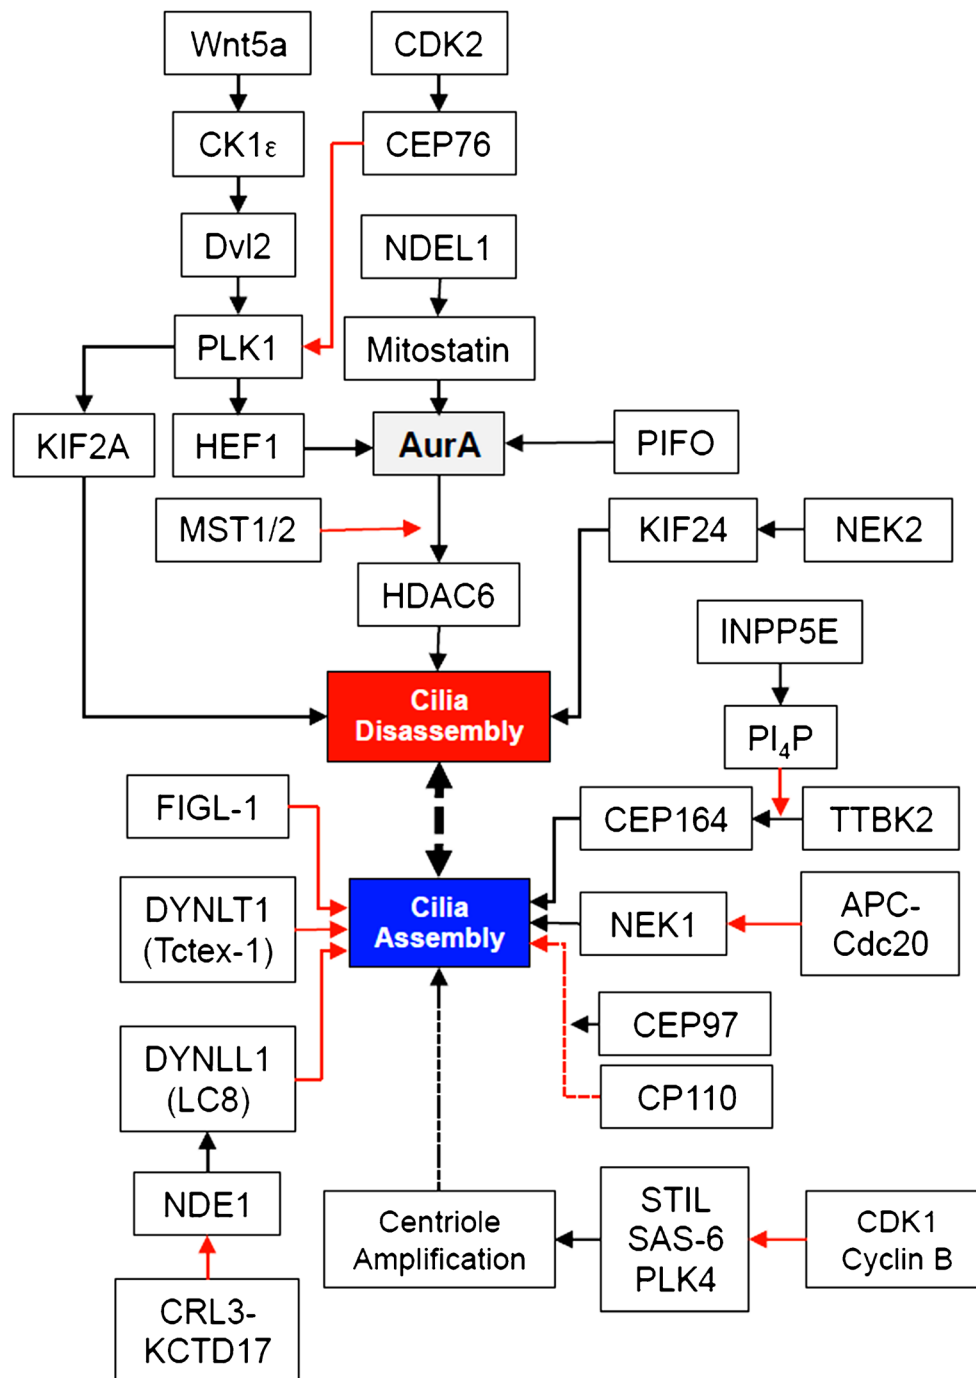 Wnt5a
CDK2
CK1ε
CEP76
Dvl2
NDEL1
PLK1
Mitostatin
KIF2A
HEF1
AurA
PIFO
MST1/2
KIF24
NEK2
HDAC6
INPP5E
Cilia
Disassembly
PI4P
FIGL-1
CEP164
TTBK2
DYNLT1
(Tctex-1)
Cilia
Assembly
NEK1
APC-
Cdc20
CEP97
DYNLL1
(LC8)
CP110
NDE1
Centriole
Amplification
STIL
SAS-6
PLK4
CDK1
Cyclin B
CRL3-
KCTD17